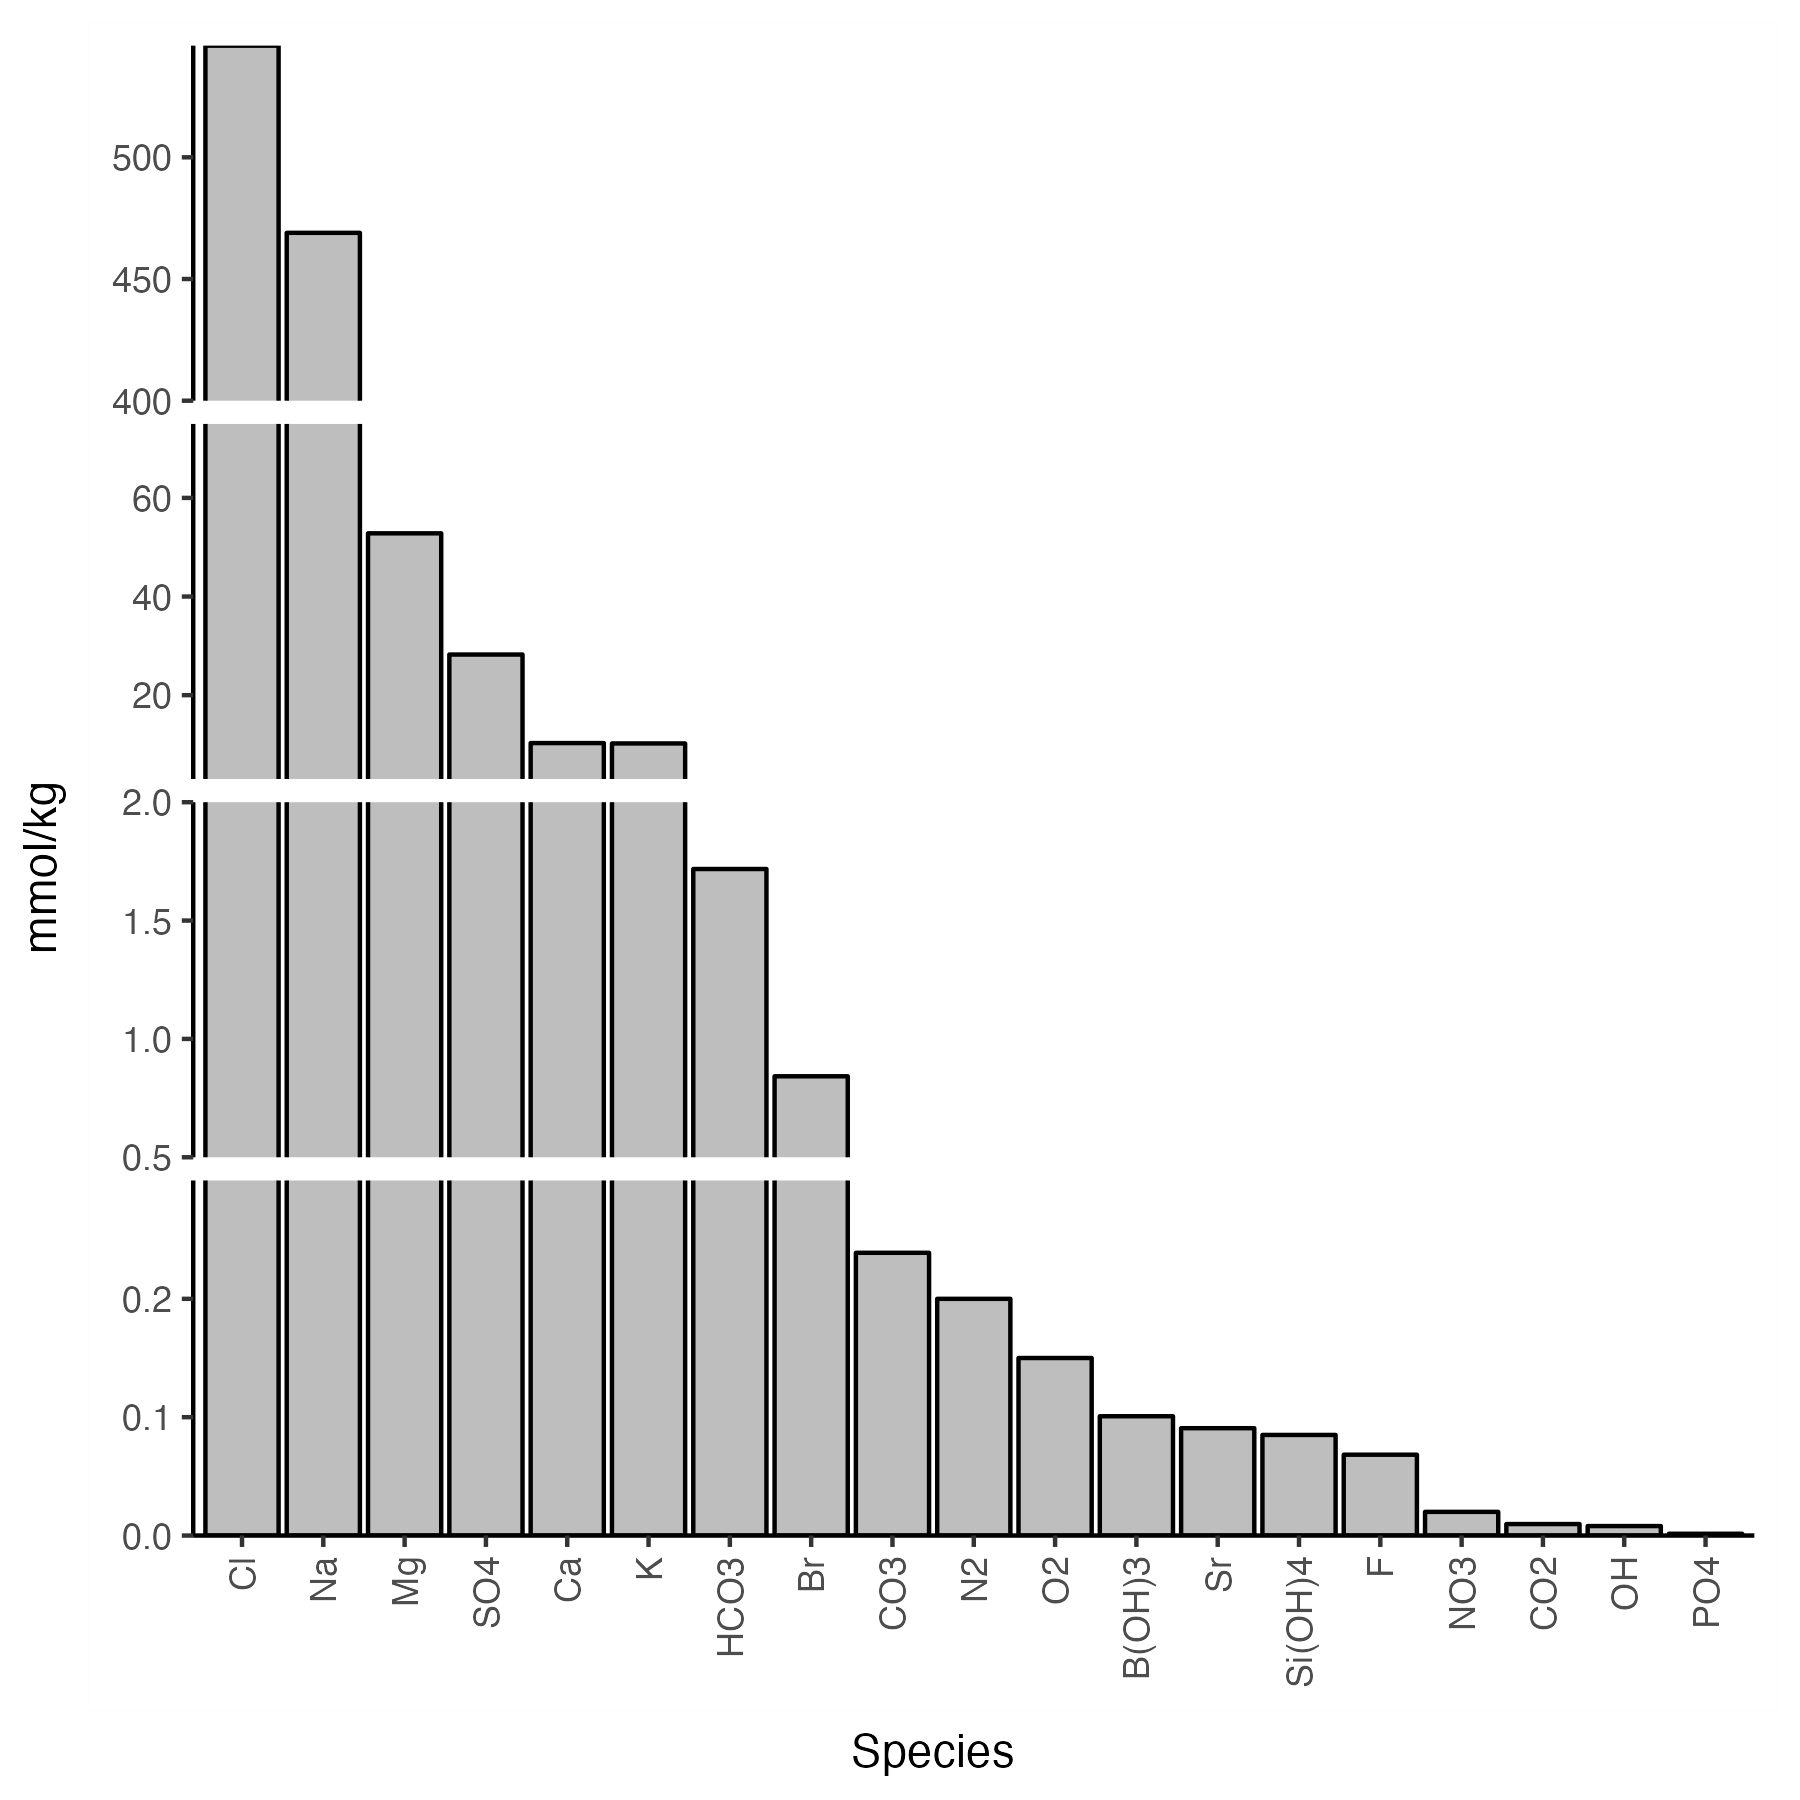 mmol/kg
500
450
400
60
40
20
2.0
1.5
1.0
0.5
0.2
0.1
0.0
Cl
Na
Mg
SO4
Ca
K
HCO3
Br
CO3
N2
O2
B(OH)3
Sr
Si(OH)4
F
NO3
CO2
OH
PO4
Species